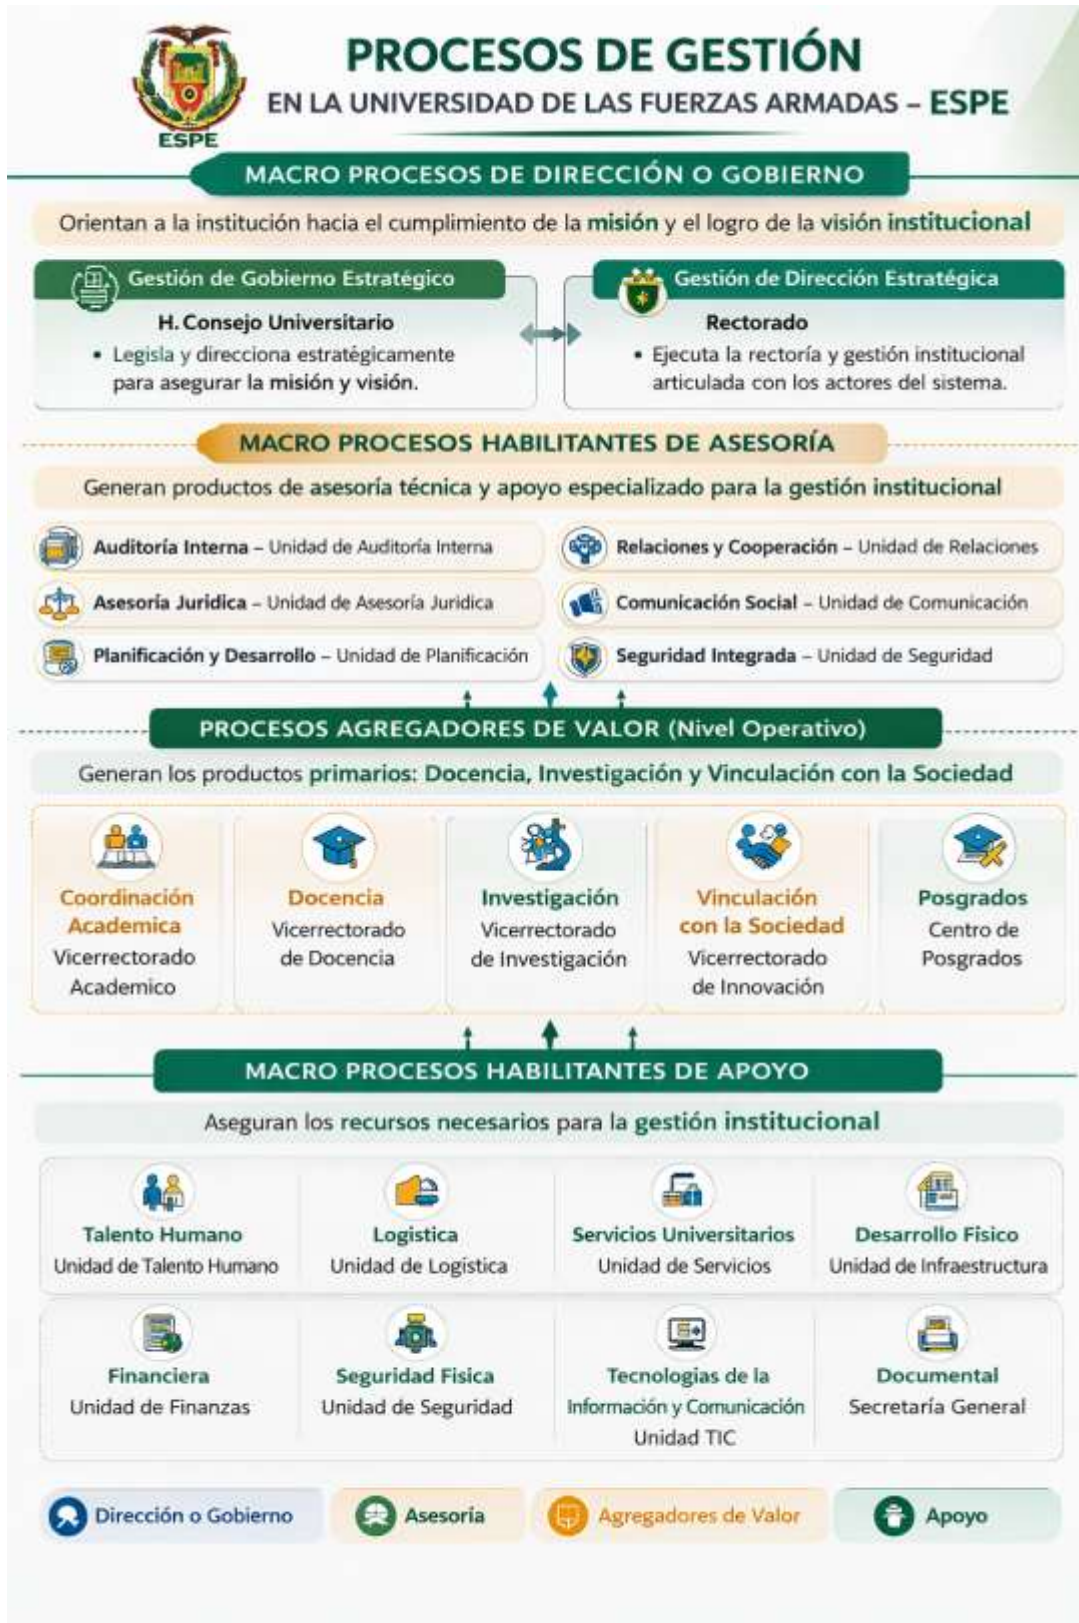 ESPE
PROCESOS DE GESTIÓN
EN LA UNIVERSIDAD DE LAS FUERZAS ARMADAS – ESPE
MACRO PROCESOS DE DIRECCIÓN O GOBIERNO
Orientan a la institución hacia el cumplimiento de la misión y el logro de la visión institucional
Gestión de Gobierno Estratégico
H. Consejo Universitario
• Legisla y direcciona estratégicamente
para asegurar la misión y visión.
Gestión de Dirección Estratégica
Rectorado
• Ejecuta la rectoría y gestión institucional
articulada con los actores del sistema.
MACRO PROCESOS HABILITANTES DE ASESORÍA
Generan productos de asesoría técnica y apoyo especializado para la gestión institucional
Auditoría Interna – Unidad de Auditoría Interna
Relaciones y Cooperación – Unidad de Relaciones
Asesoría Juridica – Unidad de Asesoría Juridica
Comunicación Social – Unidad de Comunicación
Planificación y Desarrollo – Unidad de Planificación
Seguridad Integrada – Unidad de Seguridad
PROCESOS AGREGADORES DE VALOR (Nivel Operativo)
Generan los productos primarios: Docencia, Investigación y Vinculación con la Sociedad
Coordinación
Academica
Vicerrectorado
Academico
Docencia
Vicerrectorado
de Docencia
Investigación
Vicerrectorado
de Investigación
Vinculación
con la Sociedad
Vicerrectorado
de Innovación
Posgrados
Centro de
Posgrados
MACRO PROCESOS HABILITANTES DE APOYO
Aseguran los recursos necesarios para la gestión institucional
Talento Humano
Unidad de Talento Humano
Logistica
Unidad de Logística
Servicios Universitarios
Unidad de Servicios
Desarrollo Fisico
Unidad de Infraestructura
Financiera
Unidad de Finanzas
Seguridad Fisica
Unidad de Seguridad
Tecnologias de la
Información y Comunicación
Unidad TIC
Documental
Secretaría General
Dirección o Gobierno
Asesoria
Agregadores de Valor
Apoyo